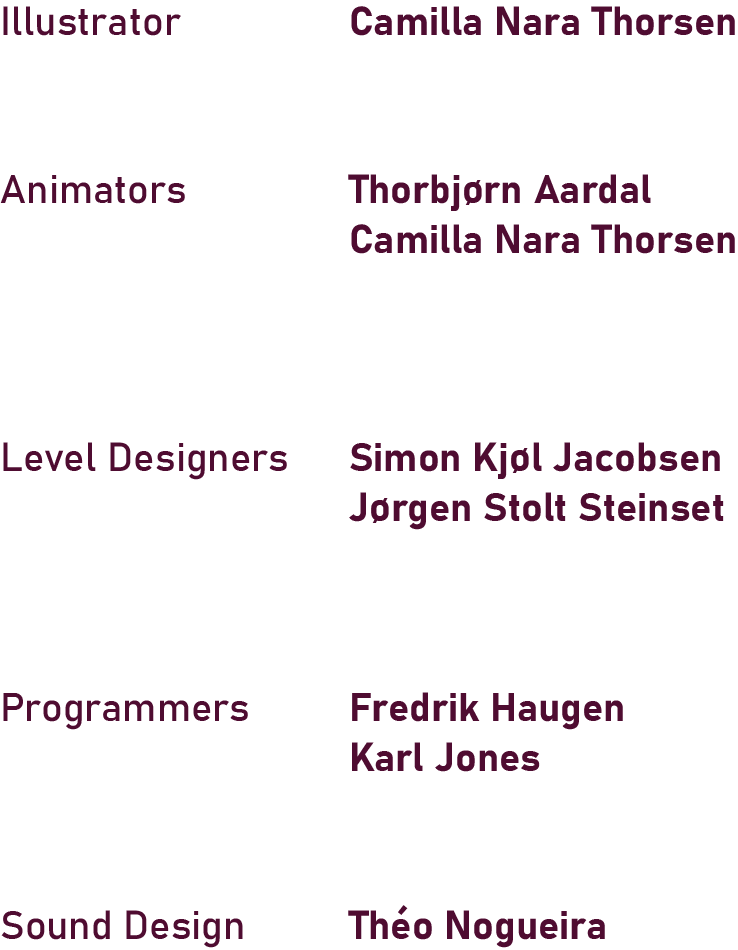 Illustrator Camilla Nara Thorsen
Animators Thorbjørn Aardal
Camilla Nara Thorsen
Level Designers Simon Kjøl Jacobsen
Jørgen Stolt Steinset
Programmers Fredrik Haugen
Karl Jones
Sound Design Théo Nogueira